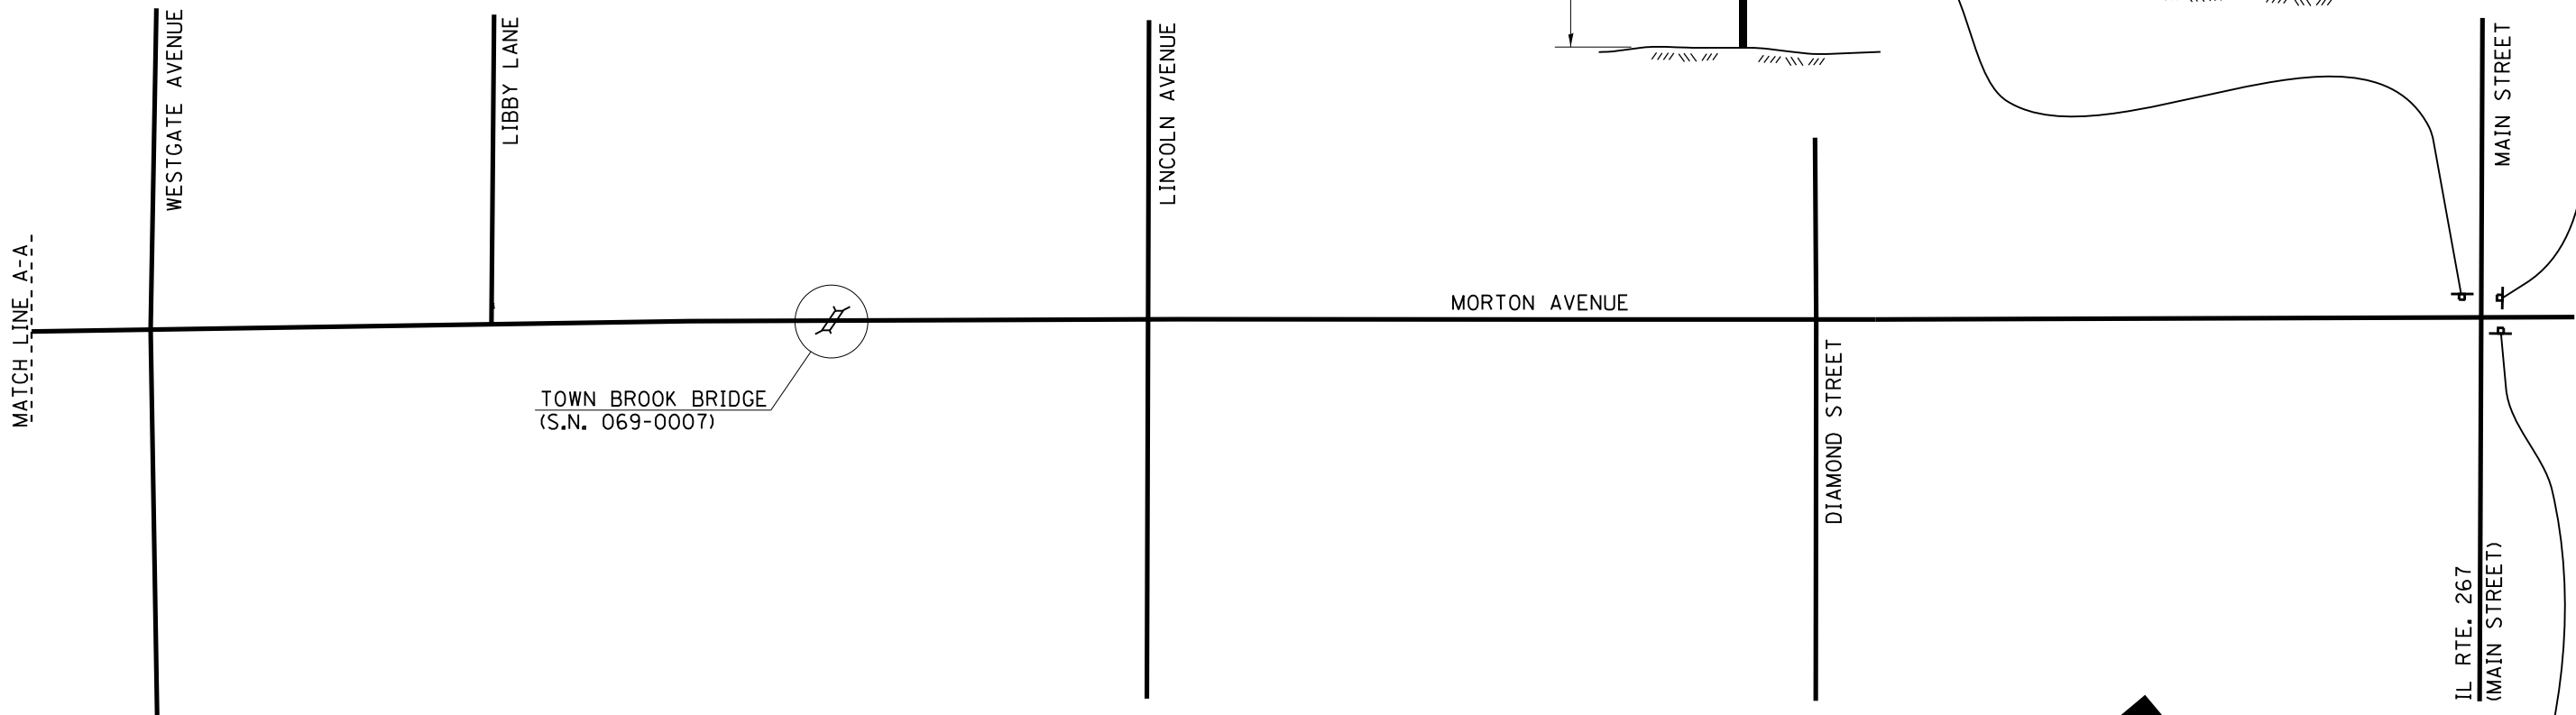 WESTGATE AVENUE
LIBBY LANE
LINCOLN AVENUE
MAIN STREET
MATCH LINE A-A
MORTON AVENUE
TOWN BROOK BRIDGE
(S.N. 069-0007)
DIAMOND STREET
IL RTE. 267
(MAIN STREET)